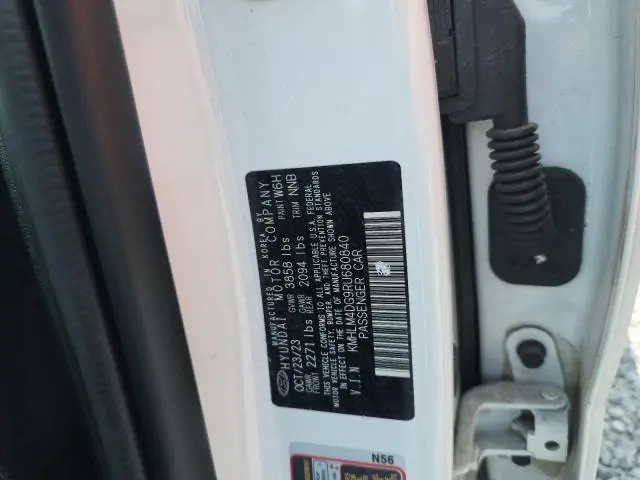 MANUFACTURED IN KOREA BY
HYUNDAI MOTOR COMPANY
OCT/23/23 GVWR 3858 lbs PAINT W6H
GAWR FRONT 2271 lbs GAWR REAR 2094 lbs TRIM NNB
THIS VEHICLE CONFORMS TO ALL APPLICABLE U.S.A. FEDERAL
MOTOR VEHICLE SAFETY, BUMPER, AND THEFT PREVENTION STANDARDS
IN EFFECT ON THE DATE OF MANUFACTURE SHOWN ABOVE
V.I.N KMHLM4DG9RU680840
PASSENGER CAR
N56